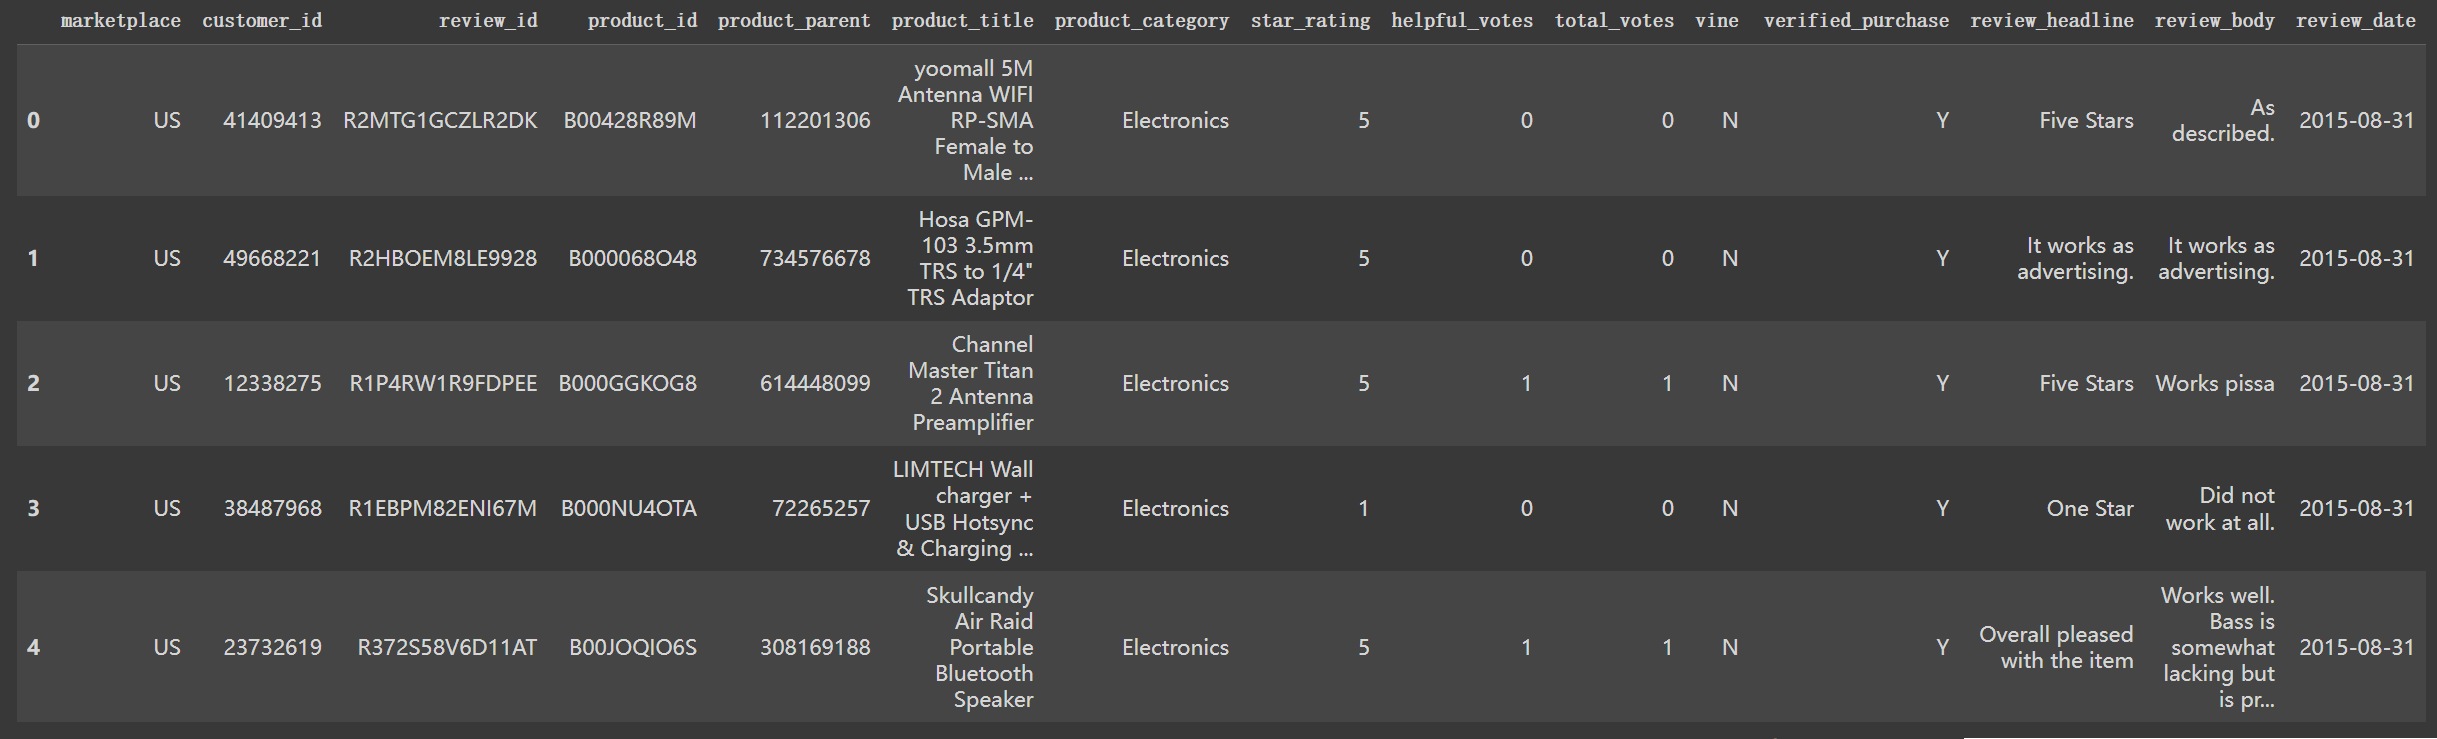 marketplace customer_id review_id product_id product_parent product_title product_category star_rating helpful_votes total_votes vine verified_purchase review_headline review_body review_date
0 US 41409413 R2MTG1GCZLR2DK B00428R89M 112201306 yoomall 5M
Antenna WIFI
RP-SMA
Female to
Male ... Electronics 5 0 0 N Y Five Stars As
described. 2015-08-31
1 US 49668221 R2HBOEM8LE9928 B000068O48 734576678 Hosa GPM-
103 3.5mm
TRS to 1/4"
TRS Adaptor Electronics 5 0 0 N Y It works as
advertising. It works as
advertising. 2015-08-31
2 US 12338275 R1P4RW1R9FDPEE B000GGKOG8 614448099 Channel
Master Titan
2 Antenna
Preamplifier Electronics 5 1 1 N Y Five Stars Works pissa 2015-08-31
3 US 38487968 R1EBPM82ENI67M B000NU4OTA 72265257 LIMTECH Wall
charger +
USB Hotsync
& Charging ... Electronics 1 0 0 N Y One Star Did not
work at all. 2015-08-31
4 US 23732619 R372S58V6D11AT B00JOQIO6S 308169188 Skullcandy
Air Raid
Portable
Bluetooth
Speaker Electronics 5 1 1 N Y Overall pleased
with the item Works well.
Bass is
somewhat
lacking but
is pr... 2015-08-31